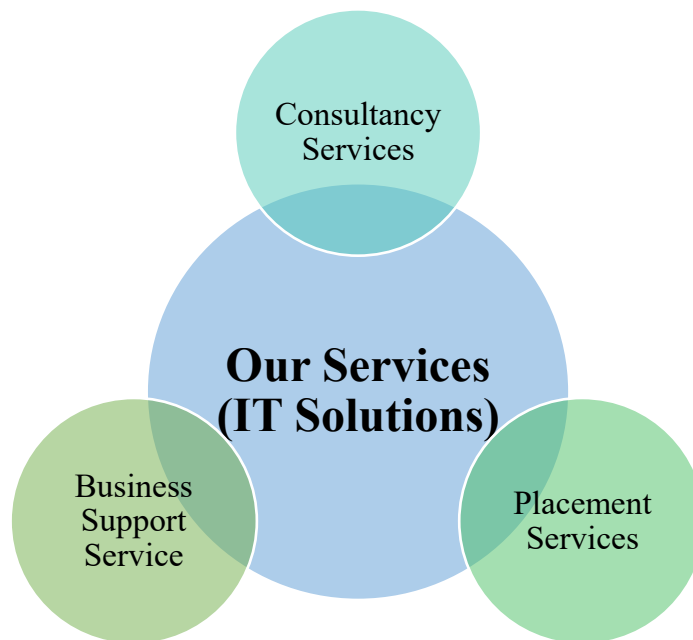 Consultancy
Services
Our Services
(IT Solutions)
Business
Support
Service
Placement
Services